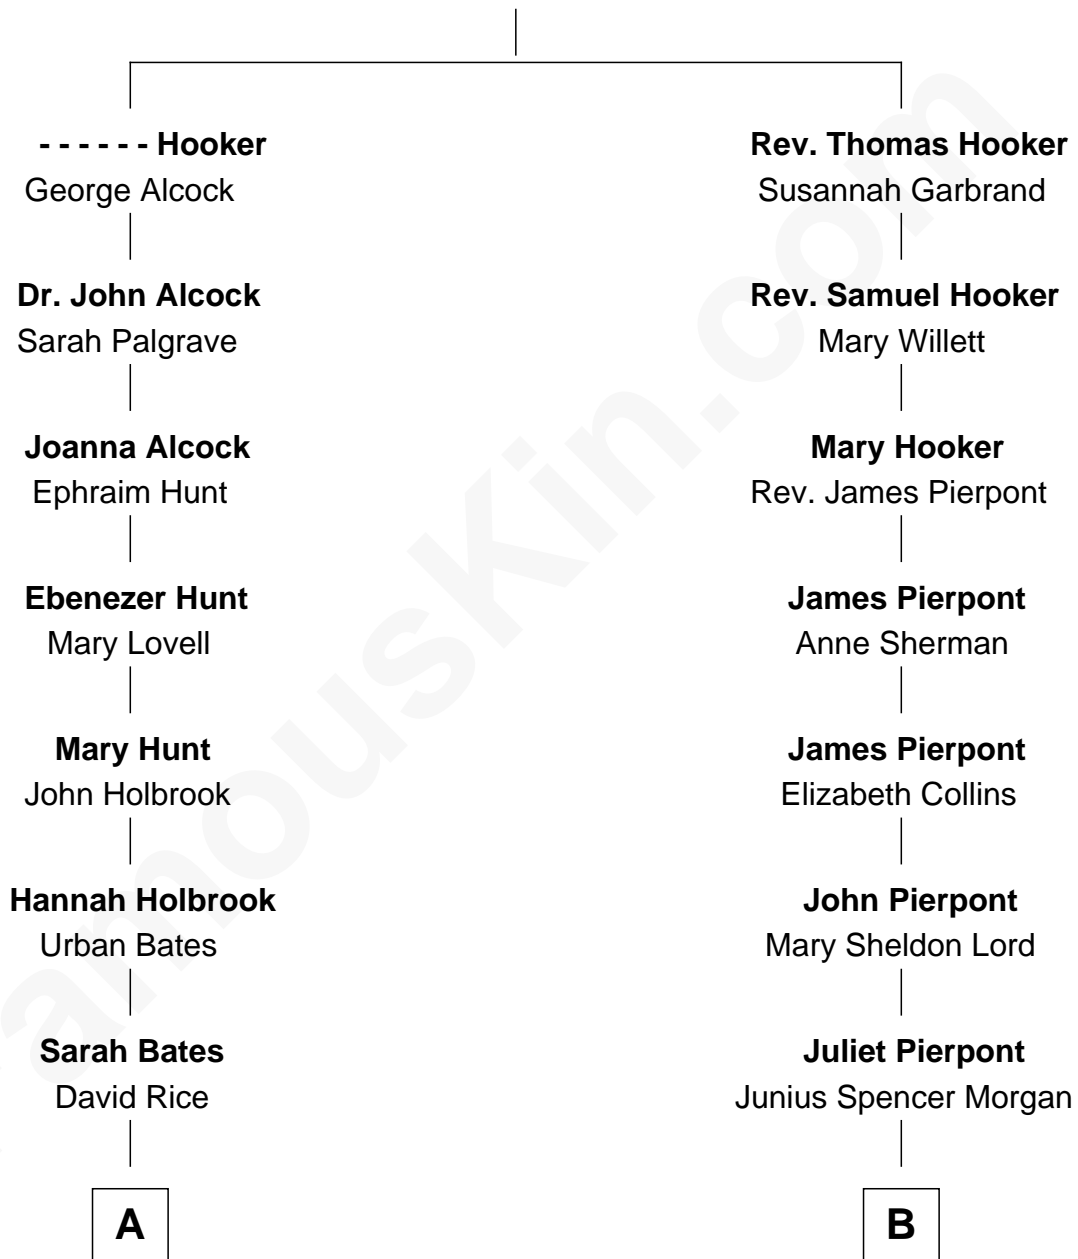 - - - - - - Hooker
George Alcock
Dr. John Alcock
Sarah Palgrave
Joanna Alcock
Ephraim Hunt
Ebenezer Hunt
Mary Lovell
Mary Hunt
John Holbrook
Hannah Holbrook
Urban Bates
Sarah Bates
David Rice
A
Rev. Thomas Hooker
Susannah Garbrand
Rev. Samuel Hooker
Mary Willett
Mary Hooker
Rev. James Pierpont
James Pierpont
Anne Sherman
James Pierpont
Elizabeth Collins
John Pierpont
Mary Sheldon Lord
Juliet Pierpont
Junius Spencer Morgan
B
amouskin.com